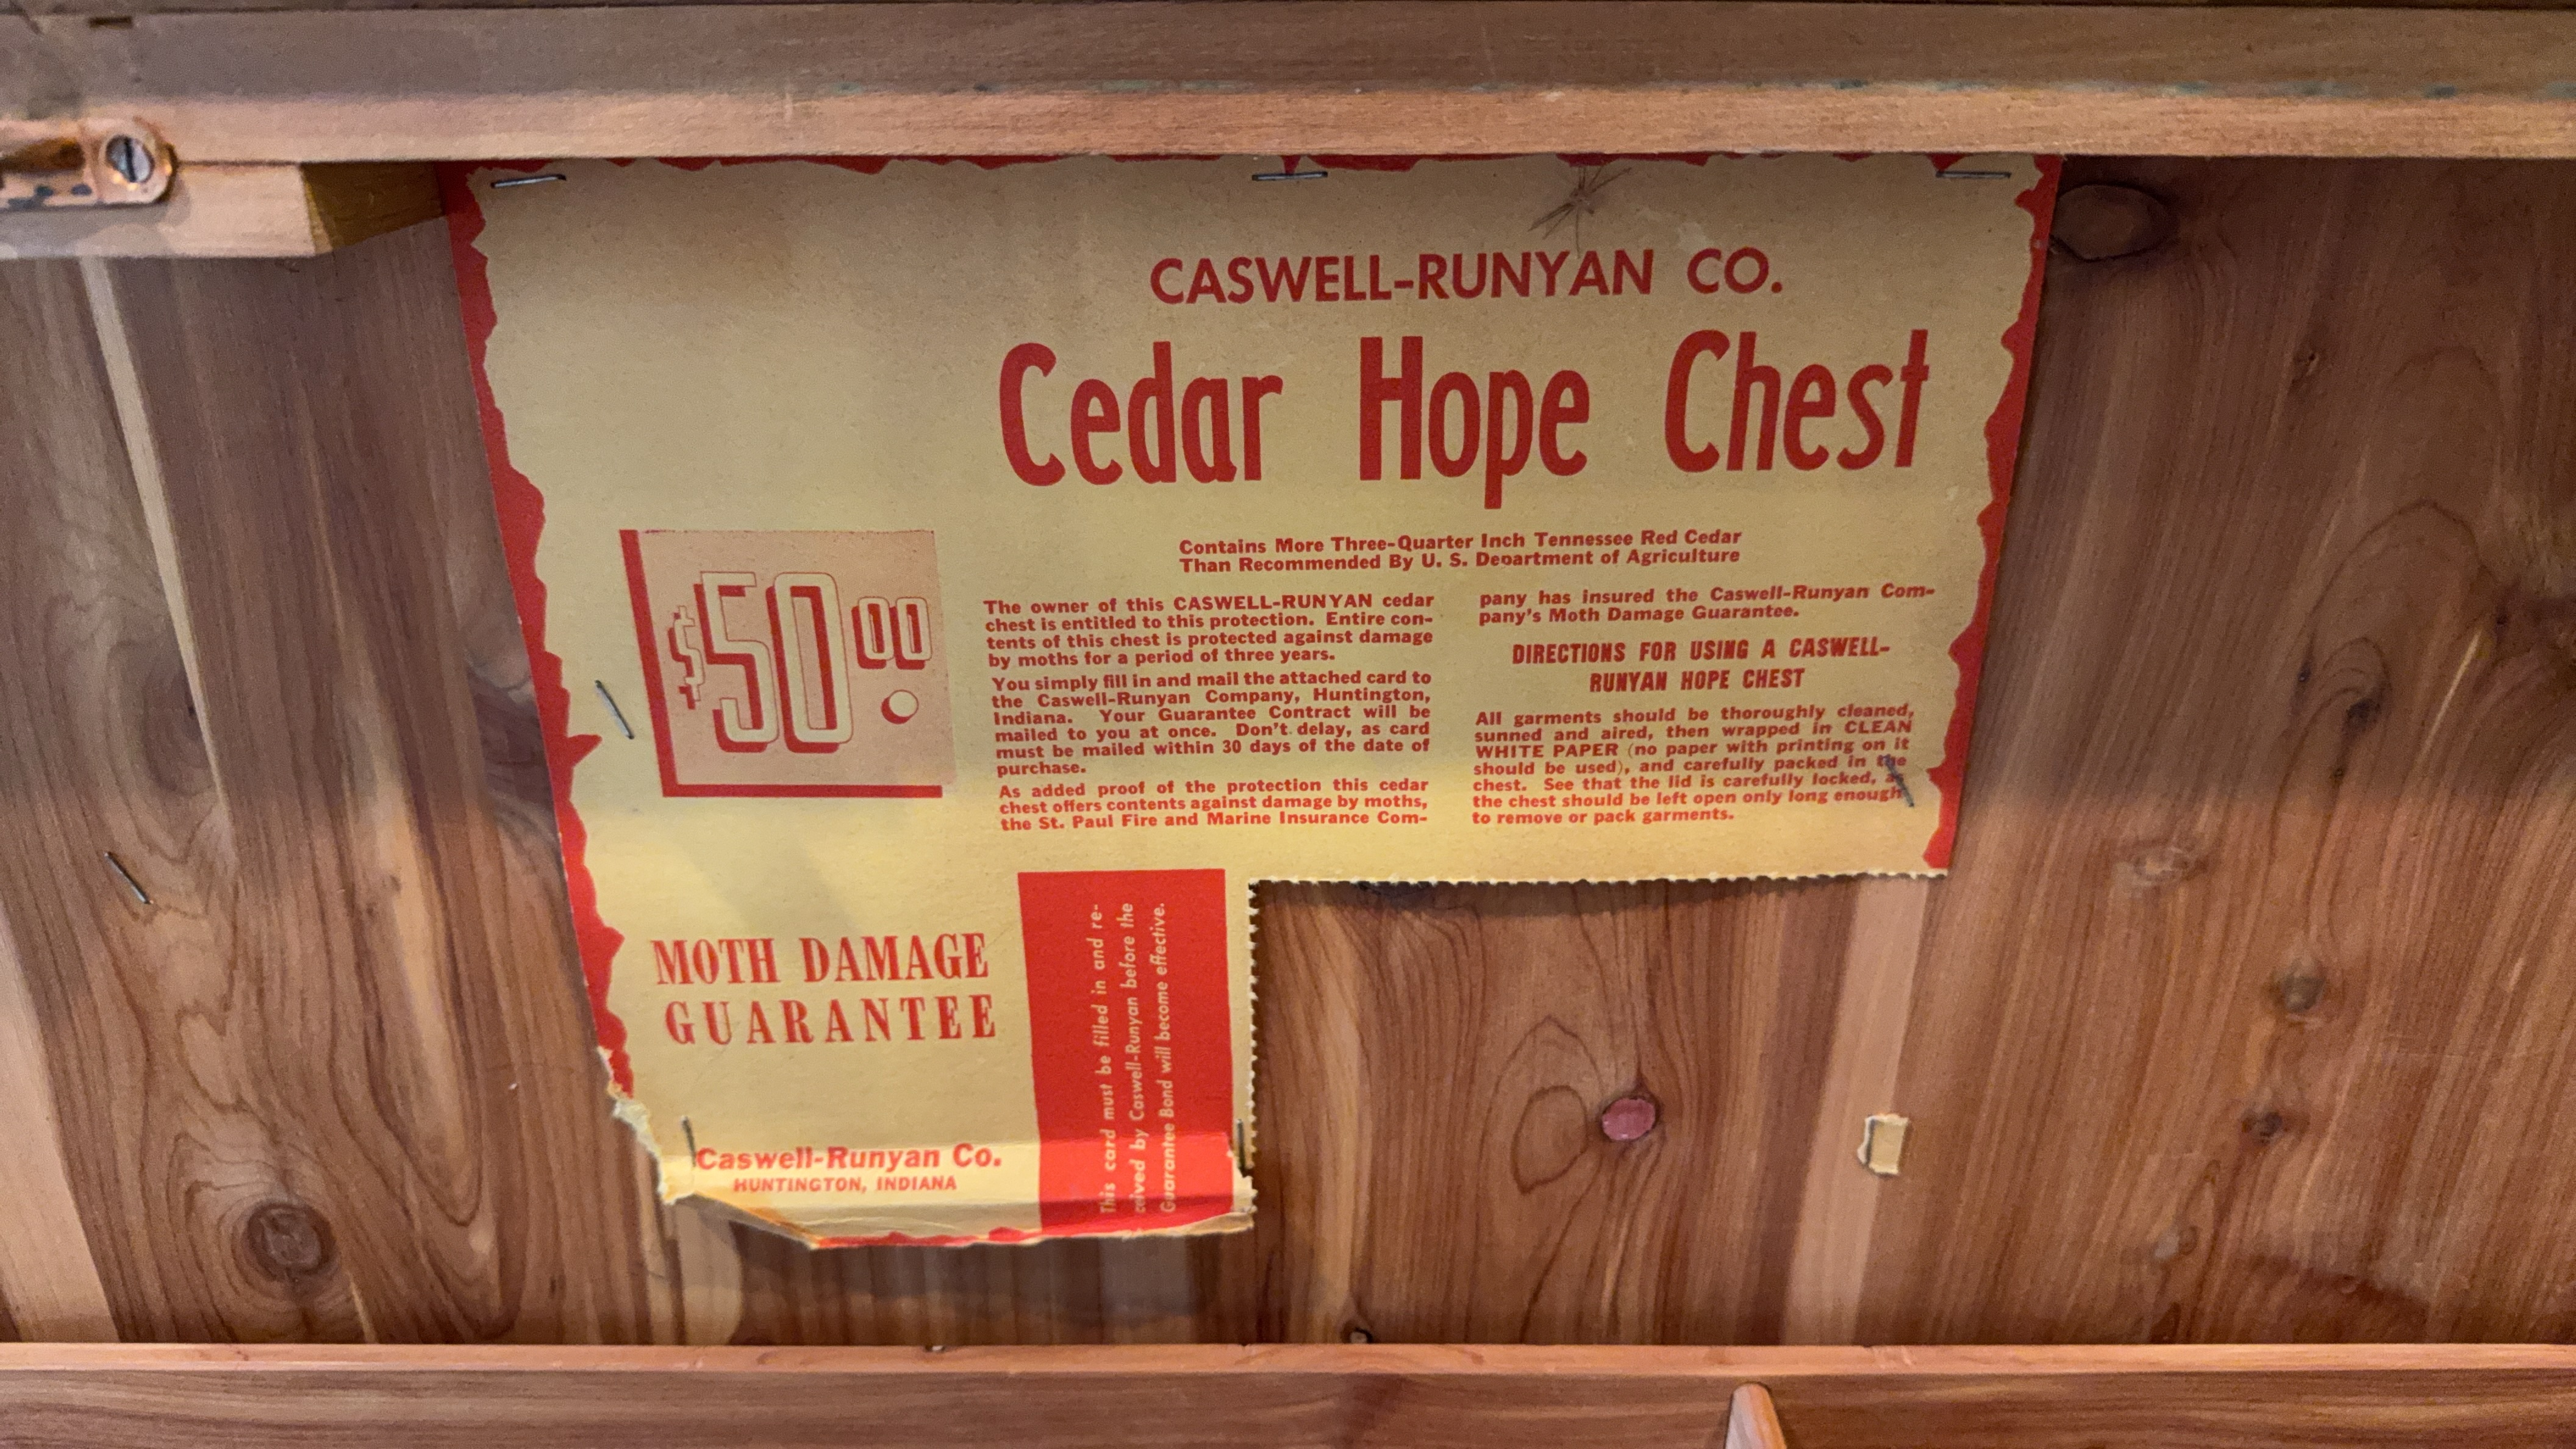 CASWELL-RUNYAN CO.
Cedar Hope Chest
Contains More Three-Quarter Inch Tennessee Red Cedar
Than Recommended By U. S. Department of Agriculture
$50.00
The owner of this CASWELL-RUNYAN cedar
chest is entitled to this protection. Entire con-
tents of this chest is protected against damage
by moths for a period of three years.
You simply fill in and mail the attached card to
the Caswell-Runyan Company, Huntington,
Indiana. Your Guarantee Contract will be
mailed to you at once. Don't delay, as card
must be mailed within 30 days of the date of
purchase.
As added proof of the protection this cedar
chest offers contents against damage by moths,
the St. Paul Fire and Marine Insurance Com-
pany has insured the Caswell-Runyan Com-
pany's Moth Damage Guarantee.
DIRECTIONS FOR USING A CASWELL-
RUNYAN HOPE CHEST
All garments should be thoroughly cleaned,
sunned and aired, then wrapped in CLEAN
WHITE PAPER (no paper with printing on it
should be used), and carefully packed in the
chest. See that the lid is carefully locked, as
the chest should be left open only long enough
to remove or pack garments.
MOTH DAMAGE
GUARANTEE
Caswell-Runyan Co.
HUNTINGTON, INDIANA
This card must be filled in and re-
ceived by Caswell-Runyan before the
Guarantee Bond will become effective.